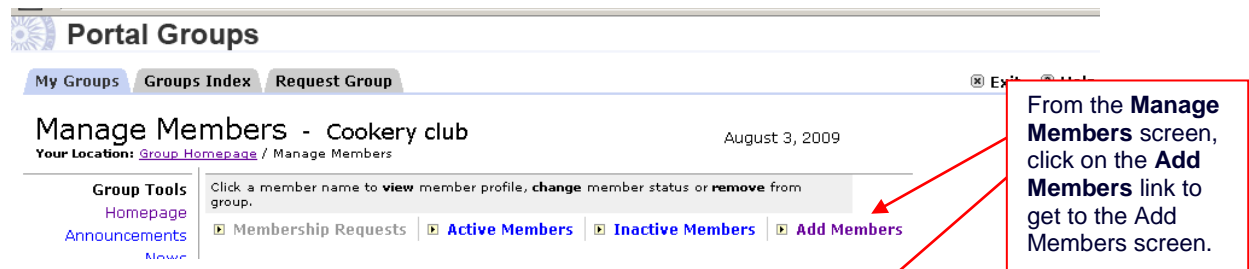 Portal Groups
My Groups Groups Index Request Group Exit Help
Manage Members - Cookery club August 3, 2009
Your Location: Group Homepage / Manage Members
Group Tools
Homepage
Announcements
News
Click a member name to view member profile, change member status or remove from
group.
Membership Requests Active Members Inactive Members Add Members
From the Manage
Members screen,
click on the Add
Members link to
get to the Add
Members screen.